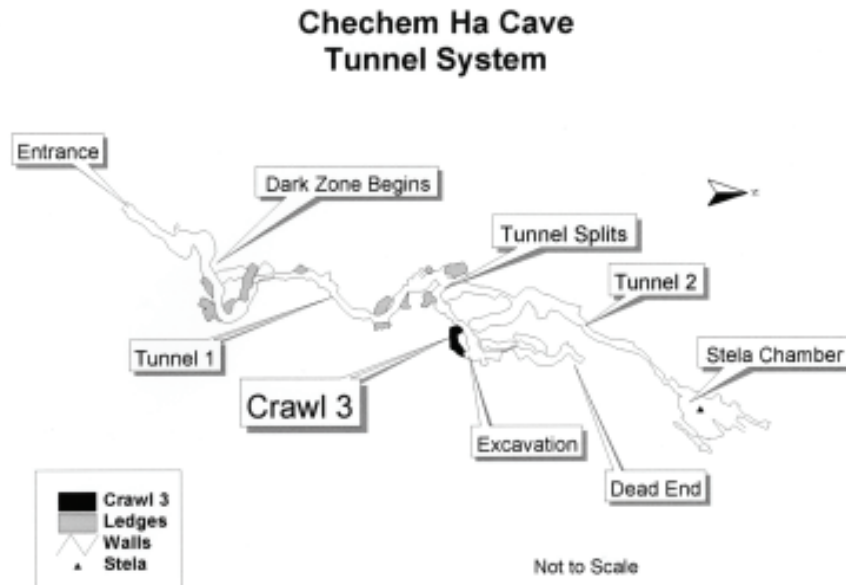 Chechem Ha Cave
Tunnel System
Entrance
Dark Zone Begins
N
Tunnel Splits
Tunnel 2
Tunnel 1
Stela Chamber
Crawl 3
Excavation
Dead End
Crawl 3
Ledges
Walls
Stela
Not to Scale